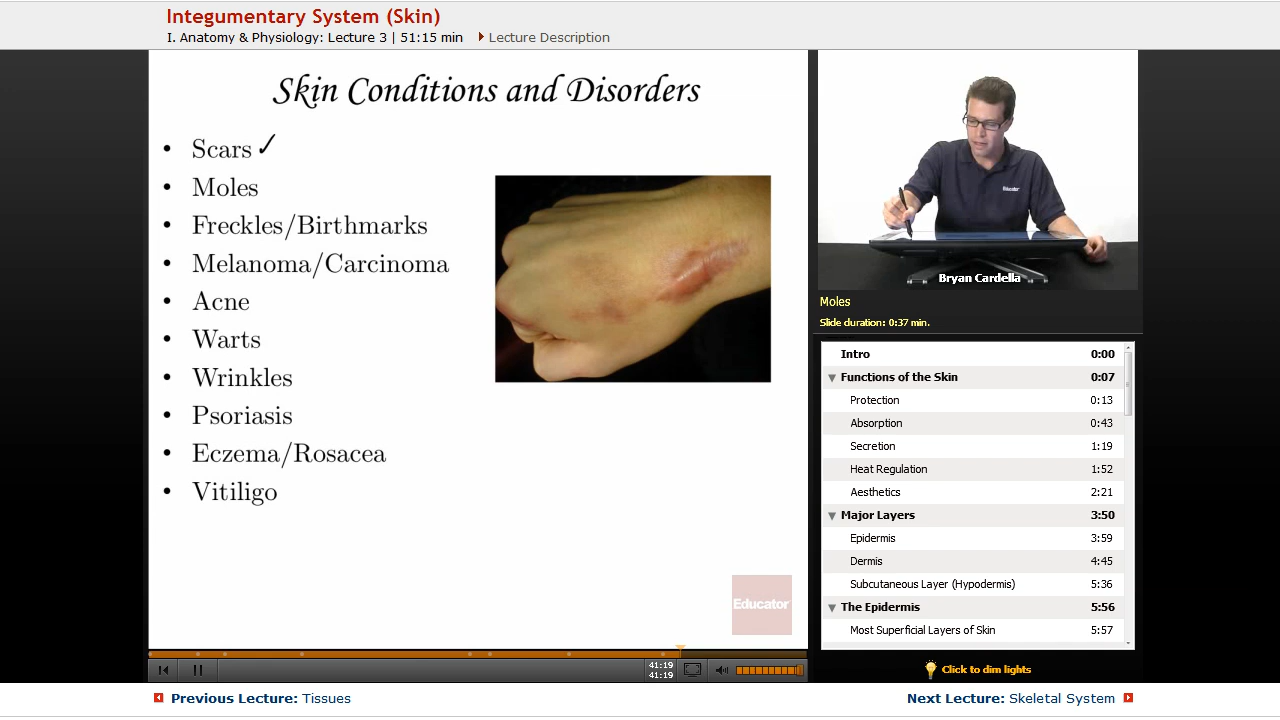 Integumentary System (Skin)
I. Anatomy & Physiology: Lecture 3 | 51:15 min Lecture Description
Skin Conditions and Disorders
• Scars ✓
• Moles
• Freckles/Birthmarks
• Melanoma/Carcinoma
• Acne
• Warts
• Wrinkles
• Psoriasis
• Eczema/Rosacea
• Vitiligo
Educator
Educator
Bryan Cardella
Moles
Slide duration: 0:37 min.
Intro 0:00
Functions of the Skin 0:07
Protection 0:13
Absorption 0:43
Secretion 1:19
Heat Regulation 1:52
Aesthetics 2:21
Major Layers 3:50
Epidermis 3:59
Dermis 4:45
Subcutaneous Layer (Hypodermis) 5:36
The Epidermis 5:56
Most Superficial Layers of Skin 5:57
41:19
41:19
Click to dim lights
Previous Lecture: Tissues
Next Lecture: Skeletal System